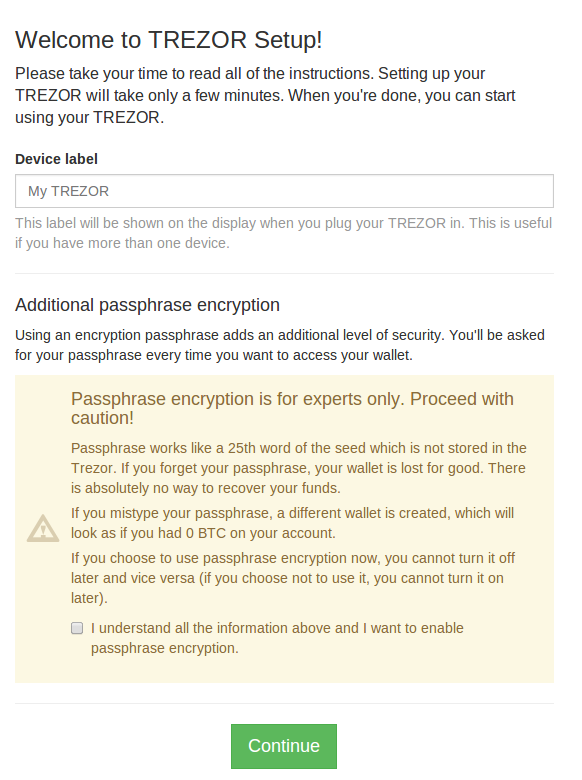 Welcome to TREZOR Setup!
Please take your time to read all of the instructions. Setting up your
TREZOR will take only a few minutes. When you're done, you can start
using your TREZOR.
Device label
My TREZOR
This label will be shown on the display when you plug your TREZOR in. This is useful
if you have more than one device.
Additional passphrase encryption
Using an encryption passphrase adds an additional level of security. You'll be asked
for your passphrase every time you want to access your wallet.
Passphrase encryption is for experts only. Proceed with
caution!
Passphrase works like a 25th word of the seed which is not stored in the
Trezor. If you forget your passphrase, your wallet is lost for good. There
is absolutely no way to recover your funds.
If you mistype your passphrase, a different wallet is created, which will
look as if you had 0 BTC on your account.
If you choose to use passphrase encryption now, you cannot turn it off
later and vice versa (if you choose not to use it, you cannot turn it on
later).
I understand all the information above and I want to enable
passphrase encryption.
Continue